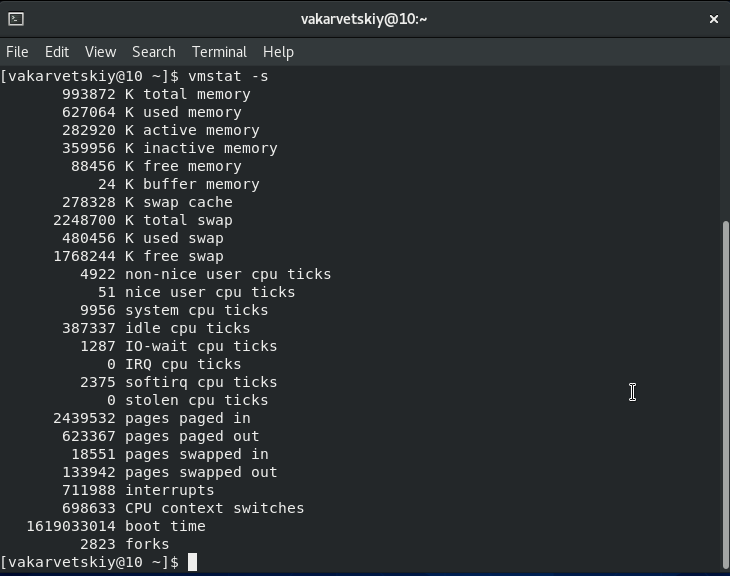 vakarvetskiy@10:~
File Edit View Search Terminal Help
[vakarvetskiy@10 ~]$ vmstat -s
993872 K total memory
627064 K used memory
282920 K active memory
359956 K inactive memory
88456 K free memory
24 K buffer memory
278328 K swap cache
2248700 K total swap
480456 K used swap
1768244 K free swap
4922 non-nice user cpu ticks
51 nice user cpu ticks
9956 system cpu ticks
387337 idle cpu ticks
1287 IO-wait cpu ticks
0 IRQ cpu ticks
2375 softirq cpu ticks
0 stolen cpu ticks
2439532 pages paged in
623367 pages paged out
18551 pages swapped in
133942 pages swapped out
711988 interrupts
698633 CPU context switches
1619033014 boot time
2823 forks
[vakarvetskiy@10 ~]$